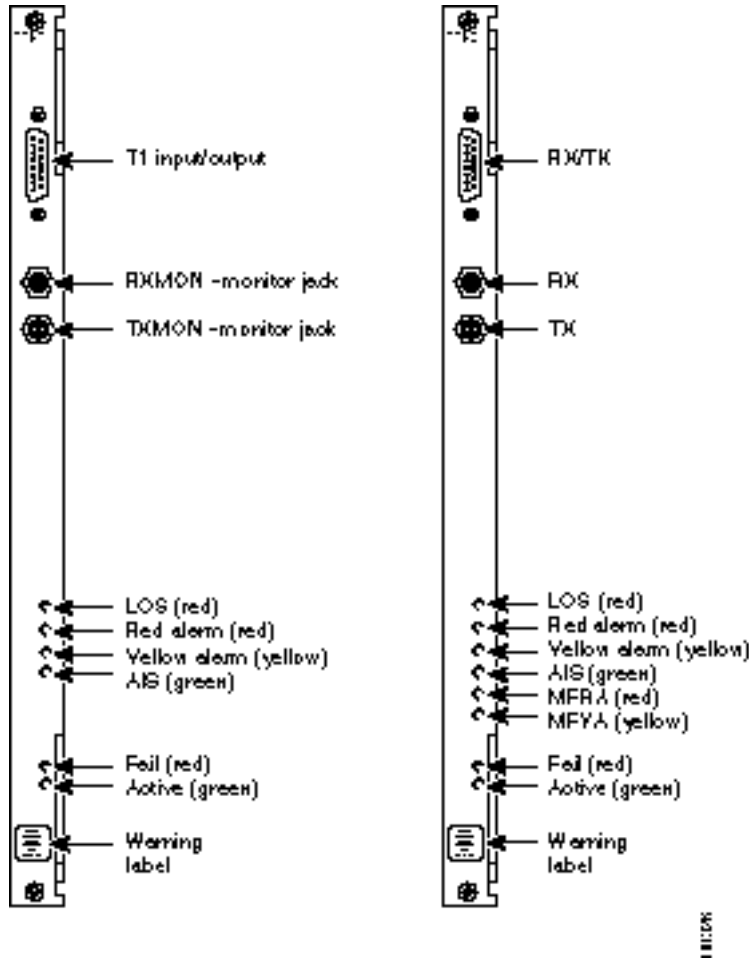 T1 input/output
RXMON -monitor jack
TXMON -monitor jack
LOS (red)
Red alarm (red)
Yellow alarm (yellow)
AIS (green)
Fail (red)
Active (green)
Warning
label
RX/TX
RX
TX
LOS (red)
Red alarm (red)
Yellow alarm (yellow)
AIS (green)
MFRA (red)
MFYA (yellow)
Fail (red)
Active (green)
Warning
label